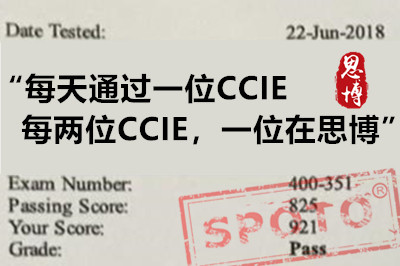 Date Tested: 22-Jun-2018
“每天通过一位CCIE
思博
每两位CCIE，一位在思博”
Exam Number: 400-351
Passing Score: 825
Your Score: 921
Grade: Pass
SPOTO®